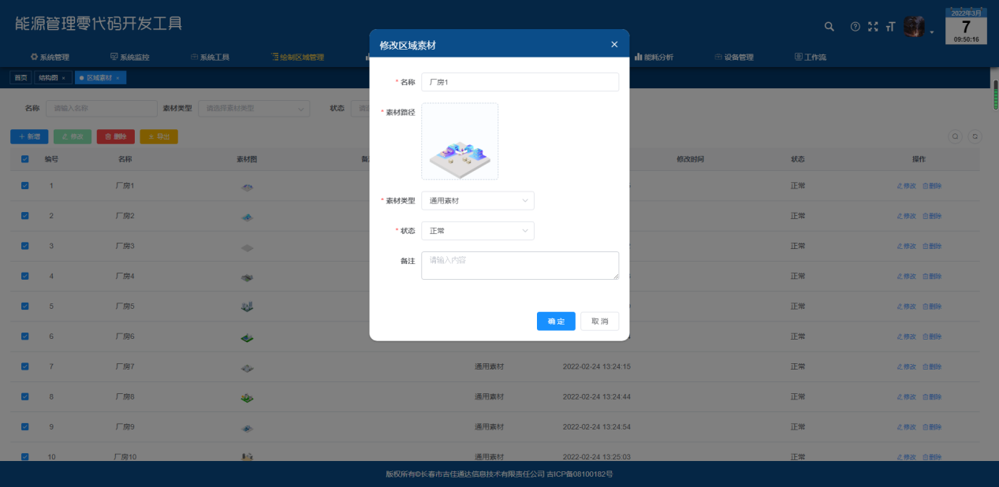 能源管理零代码开发工具
2022年3月
7
09:50:16
系统管理 系统监控 系统工具 绘制区域管理 能耗分析 设备管理 工作流
首页 结构图 × 区域素材 ×
名称 请输入名称 素材类型 请选择素材类型 状态
+ 新增 修改 删除 导出
编号 名称 素材图 修改时间 状态 操作
1 厂房1 正常 修改 删除
2 厂房2 正常 修改 删除
3 厂房3 正常 修改 删除
4 厂房4 正常 修改 删除
5 厂房5 正常 修改 删除
6 厂房6 正常 修改 删除
7 厂房7 通用素材 2022-02-24 13:24:15 正常 修改 删除
8 厂房8 通用素材 2022-02-24 13:24:44 正常 修改 删除
9 厂房9 通用素材 2022-02-24 13:24:54 正常 修改 删除
10 厂房10 通用素材 2022-02-24 13:25:03 正常 修改 删除
修改区域素材 ×
* 名称 厂房1
* 素材路径
* 素材类型 通用素材
* 状态 正常
备注 请输入内容
确定 取消
版权所有©长春市吉佳通达信息技术有限责任公司 吉ICP备08100182号